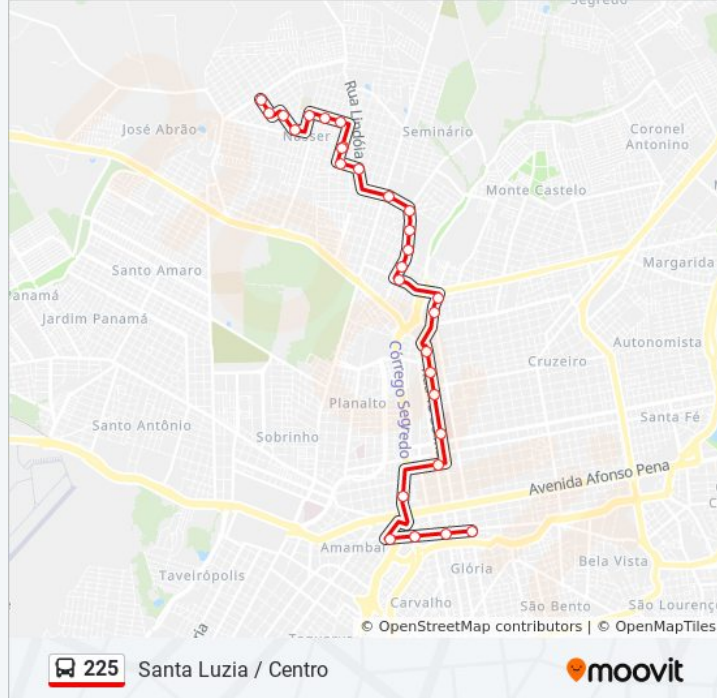 Segredo
Rua Lindóia
José Abrão
Nasser
Seminário
Coronel
Antonino
Monte Castelo
Santo Amaro
Margarida
Panamá
Jardim Panamá
Autonomista
Córrego Segredo
Cruzeiro
Planalto
Santo Antônio
Sobrinho
Santa Fé
Avenida Afonso Pena
Amambaí
Glória
Bela Vista
Taveirópolis
Carvalho
São Bento
São Lourenço
© OpenStreetMap contributors | © OpenMapTiles
225 Santa Luzia / Centro
moovit